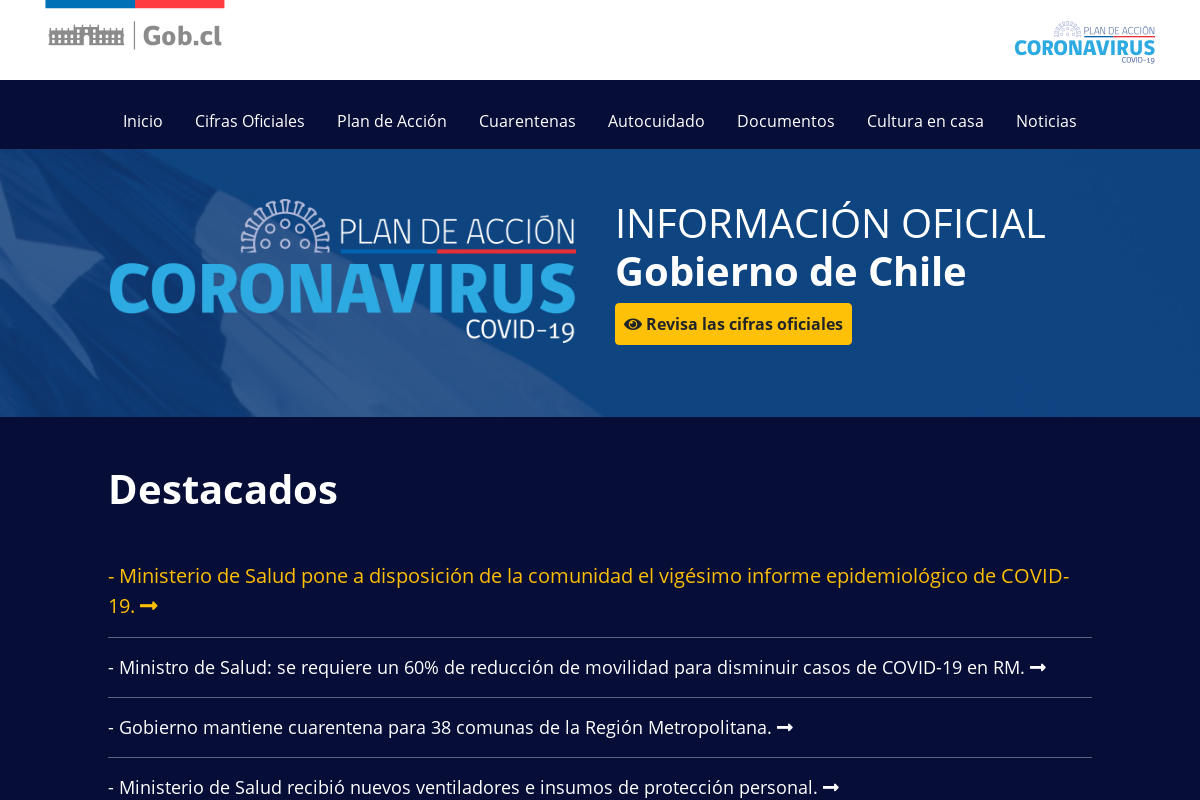 Gob.cl
PLAN DE ACCIÓN
CORONAVIRUS
COVID-19
Inicio
Cifras Oficiales
Plan de Acción
Cuarentenas
Autocuidado
Documentos
Cultura en casa
Noticias
PLAN DE ACCIÓN
CORONAVIRUS
COVID-19
INFORMACIÓN OFICIAL
Gobierno de Chile
Revisa las cifras oficiales
Destacados
- Ministerio de Salud pone a disposición de la comunidad el vigésimo informe epidemiológico de COVID-
19.
- Ministro de Salud: se requiere un 60% de reducción de movilidad para disminuir casos de COVID-19 en RM.
- Gobierno mantiene cuarentena para 38 comunas de la Región Metropolitana.
- Ministerio de Salud recibió nuevos ventiladores e insumos de protección personal.